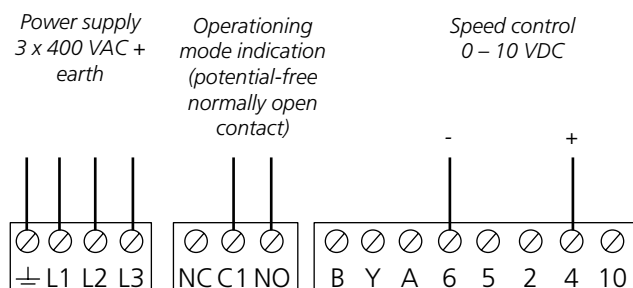 Power supply
3 x 400 VAC +
earth
Operationing
mode indication
(potential-free
normally open
contact)
Speed control
0 – 10 VDC
- +
L1 L2 L3 NC C1 NO B Y A 6 5 2 4 10